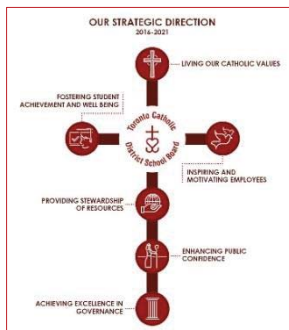 OUR STRATEGIC DIRECTION
2016-2021
LIVING OUR CATHOLIC VALUES
FOSTERING STUDENT
ACHIEVEMENT AND WELL BEING
Toronto Catholic
District School Board
INSPIRING AND
MOTIVATING EMPLOYEES
PROVIDING STEWARDSHIP
OF RESOURCES
ENHANCING PUBLIC
CONFIDENCE
ACHIEVING EXCELLENCE IN
GOVERNANCE